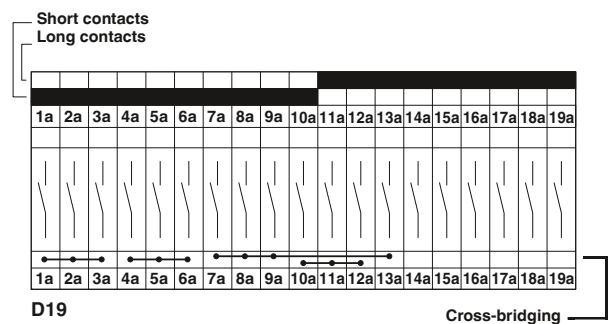 Short contacts
Long contacts
1a 2a 3a 4a 5a 6a 7a 8a 9a 10a 11a 12a 13a 14a 15a 16a 17a 18a 19a
1a 2a 3a 4a 5a 6a 7a 8a 9a 10a 11a 12a 13a 14a 15a 16a 17a 18a 19a
D19
Cross-bridging